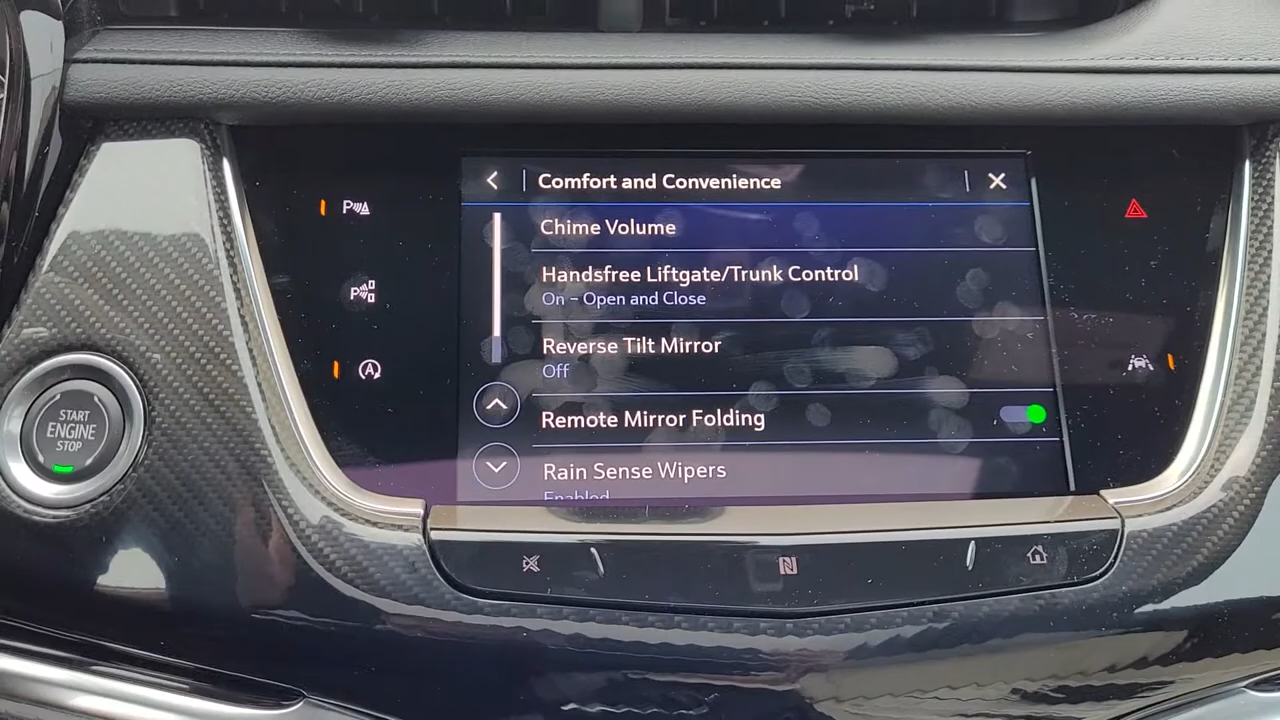 Comfort and Convenience
Chime Volume
Handsfree Liftgate/Trunk Control
On – Open and Close
Reverse Tilt Mirror
Off
Remote Mirror Folding
Rain Sense Wipers
Enabled
P
P
A
START
ENGINE
STOP